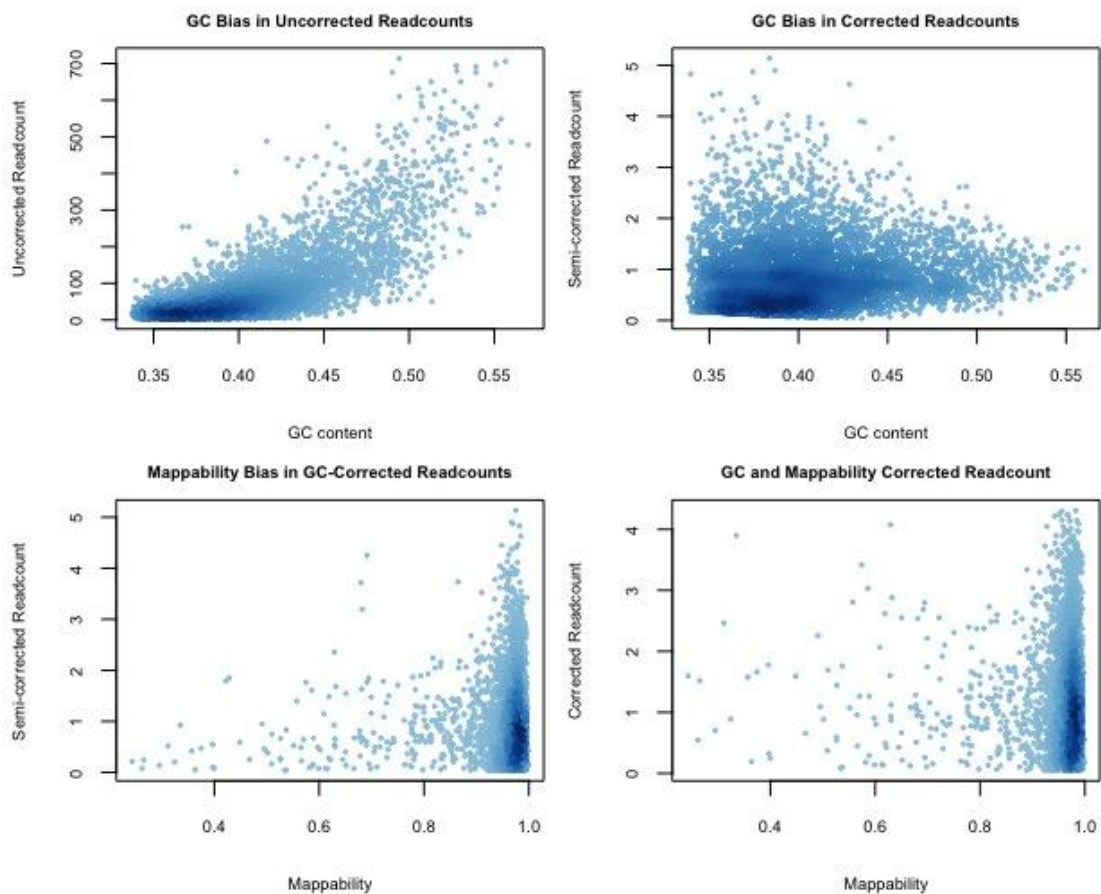 GC Bias in Uncorrected Readcounts
Uncorrected Readcount
700
500
300
100
0
0.35 0.40 0.45 0.50 0.55
GC content
GC Bias in Corrected Readcounts
Semi-corrected Readcount
5
4
3
2
1
0
0.35 0.40 0.45 0.50 0.55
GC content
Mappability Bias in GC-Corrected Readcounts
Semi-corrected Readcount
5
4
3
2
1
0
0.4 0.6 0.8 1.0
Mappability
GC and Mappability Corrected Readcount
Corrected Readcount
4
3
2
1
0
0.4 0.6 0.8 1.0
Mappability